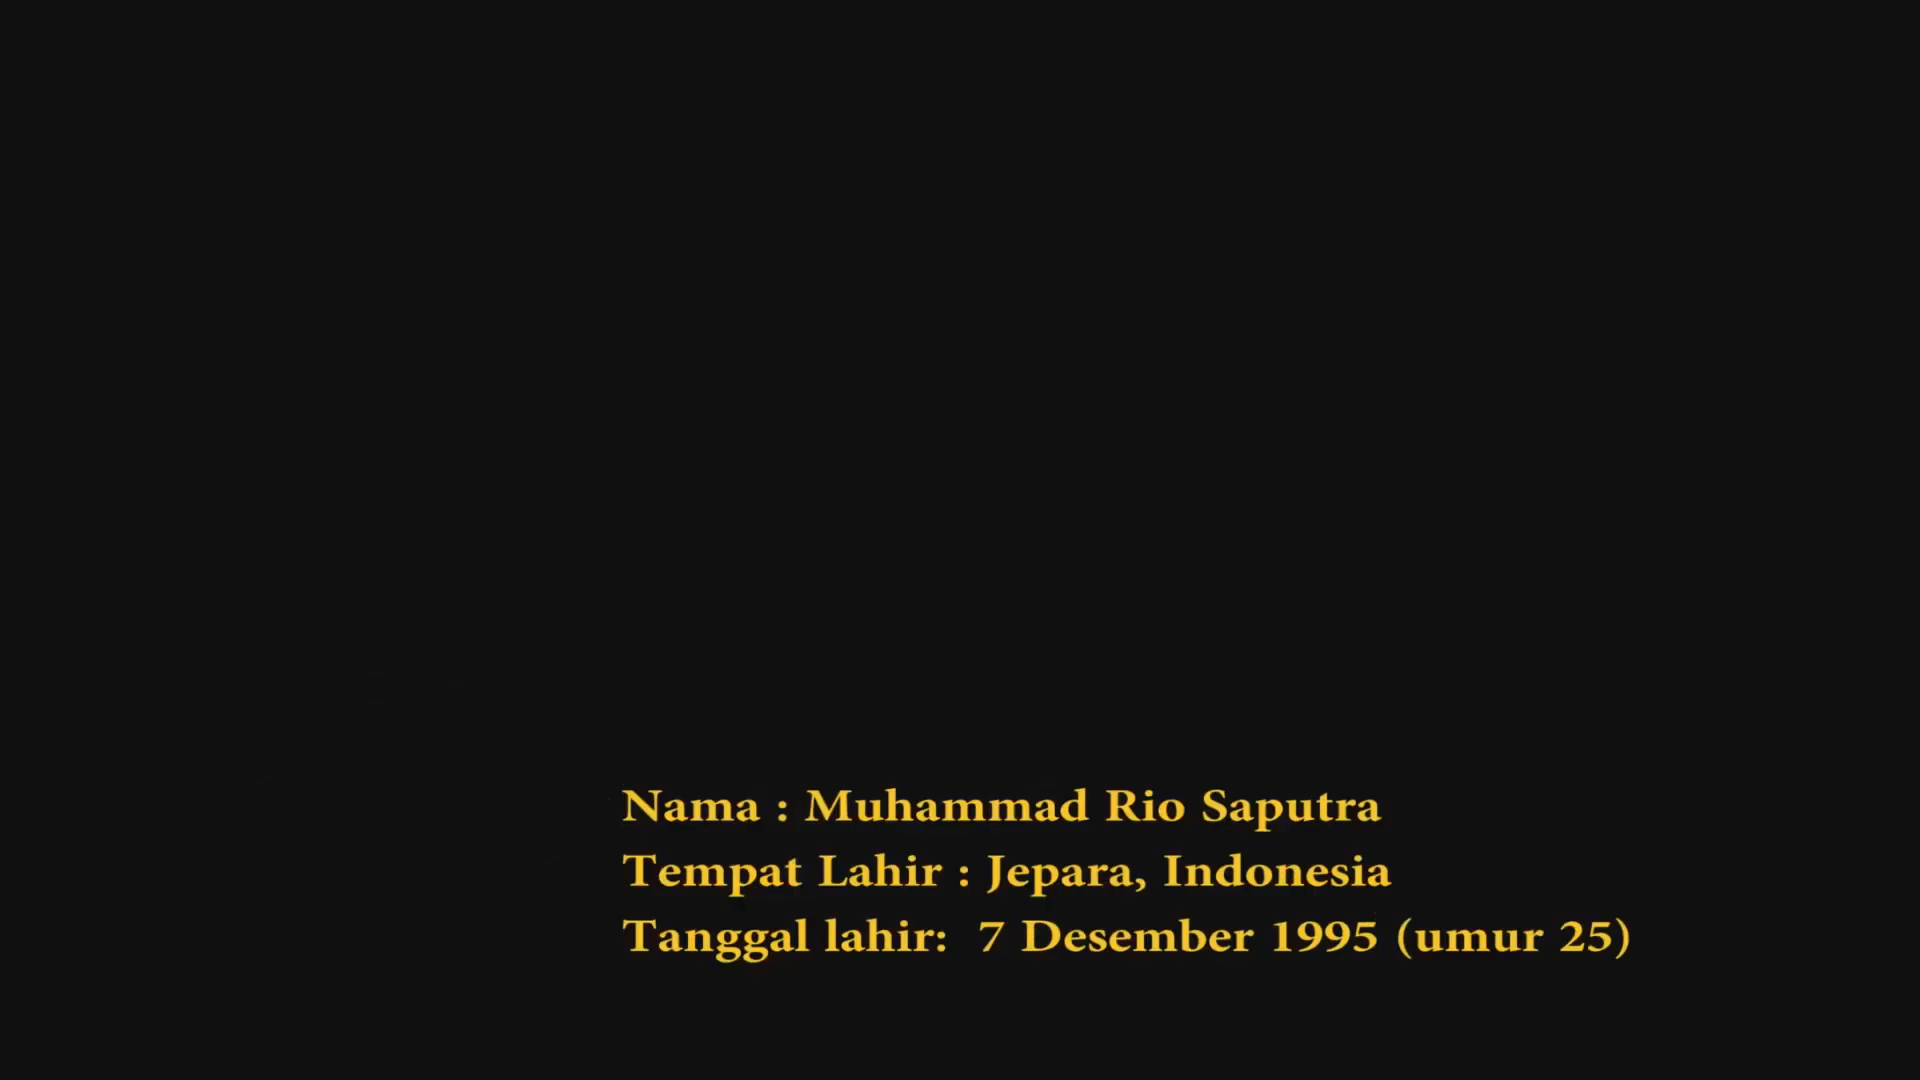 Nama : Muhammad Rio Saputra
Tempat Lahir : Jepara, Indonesia
Tanggal lahir:  7 Desember 1995 (umur 25)